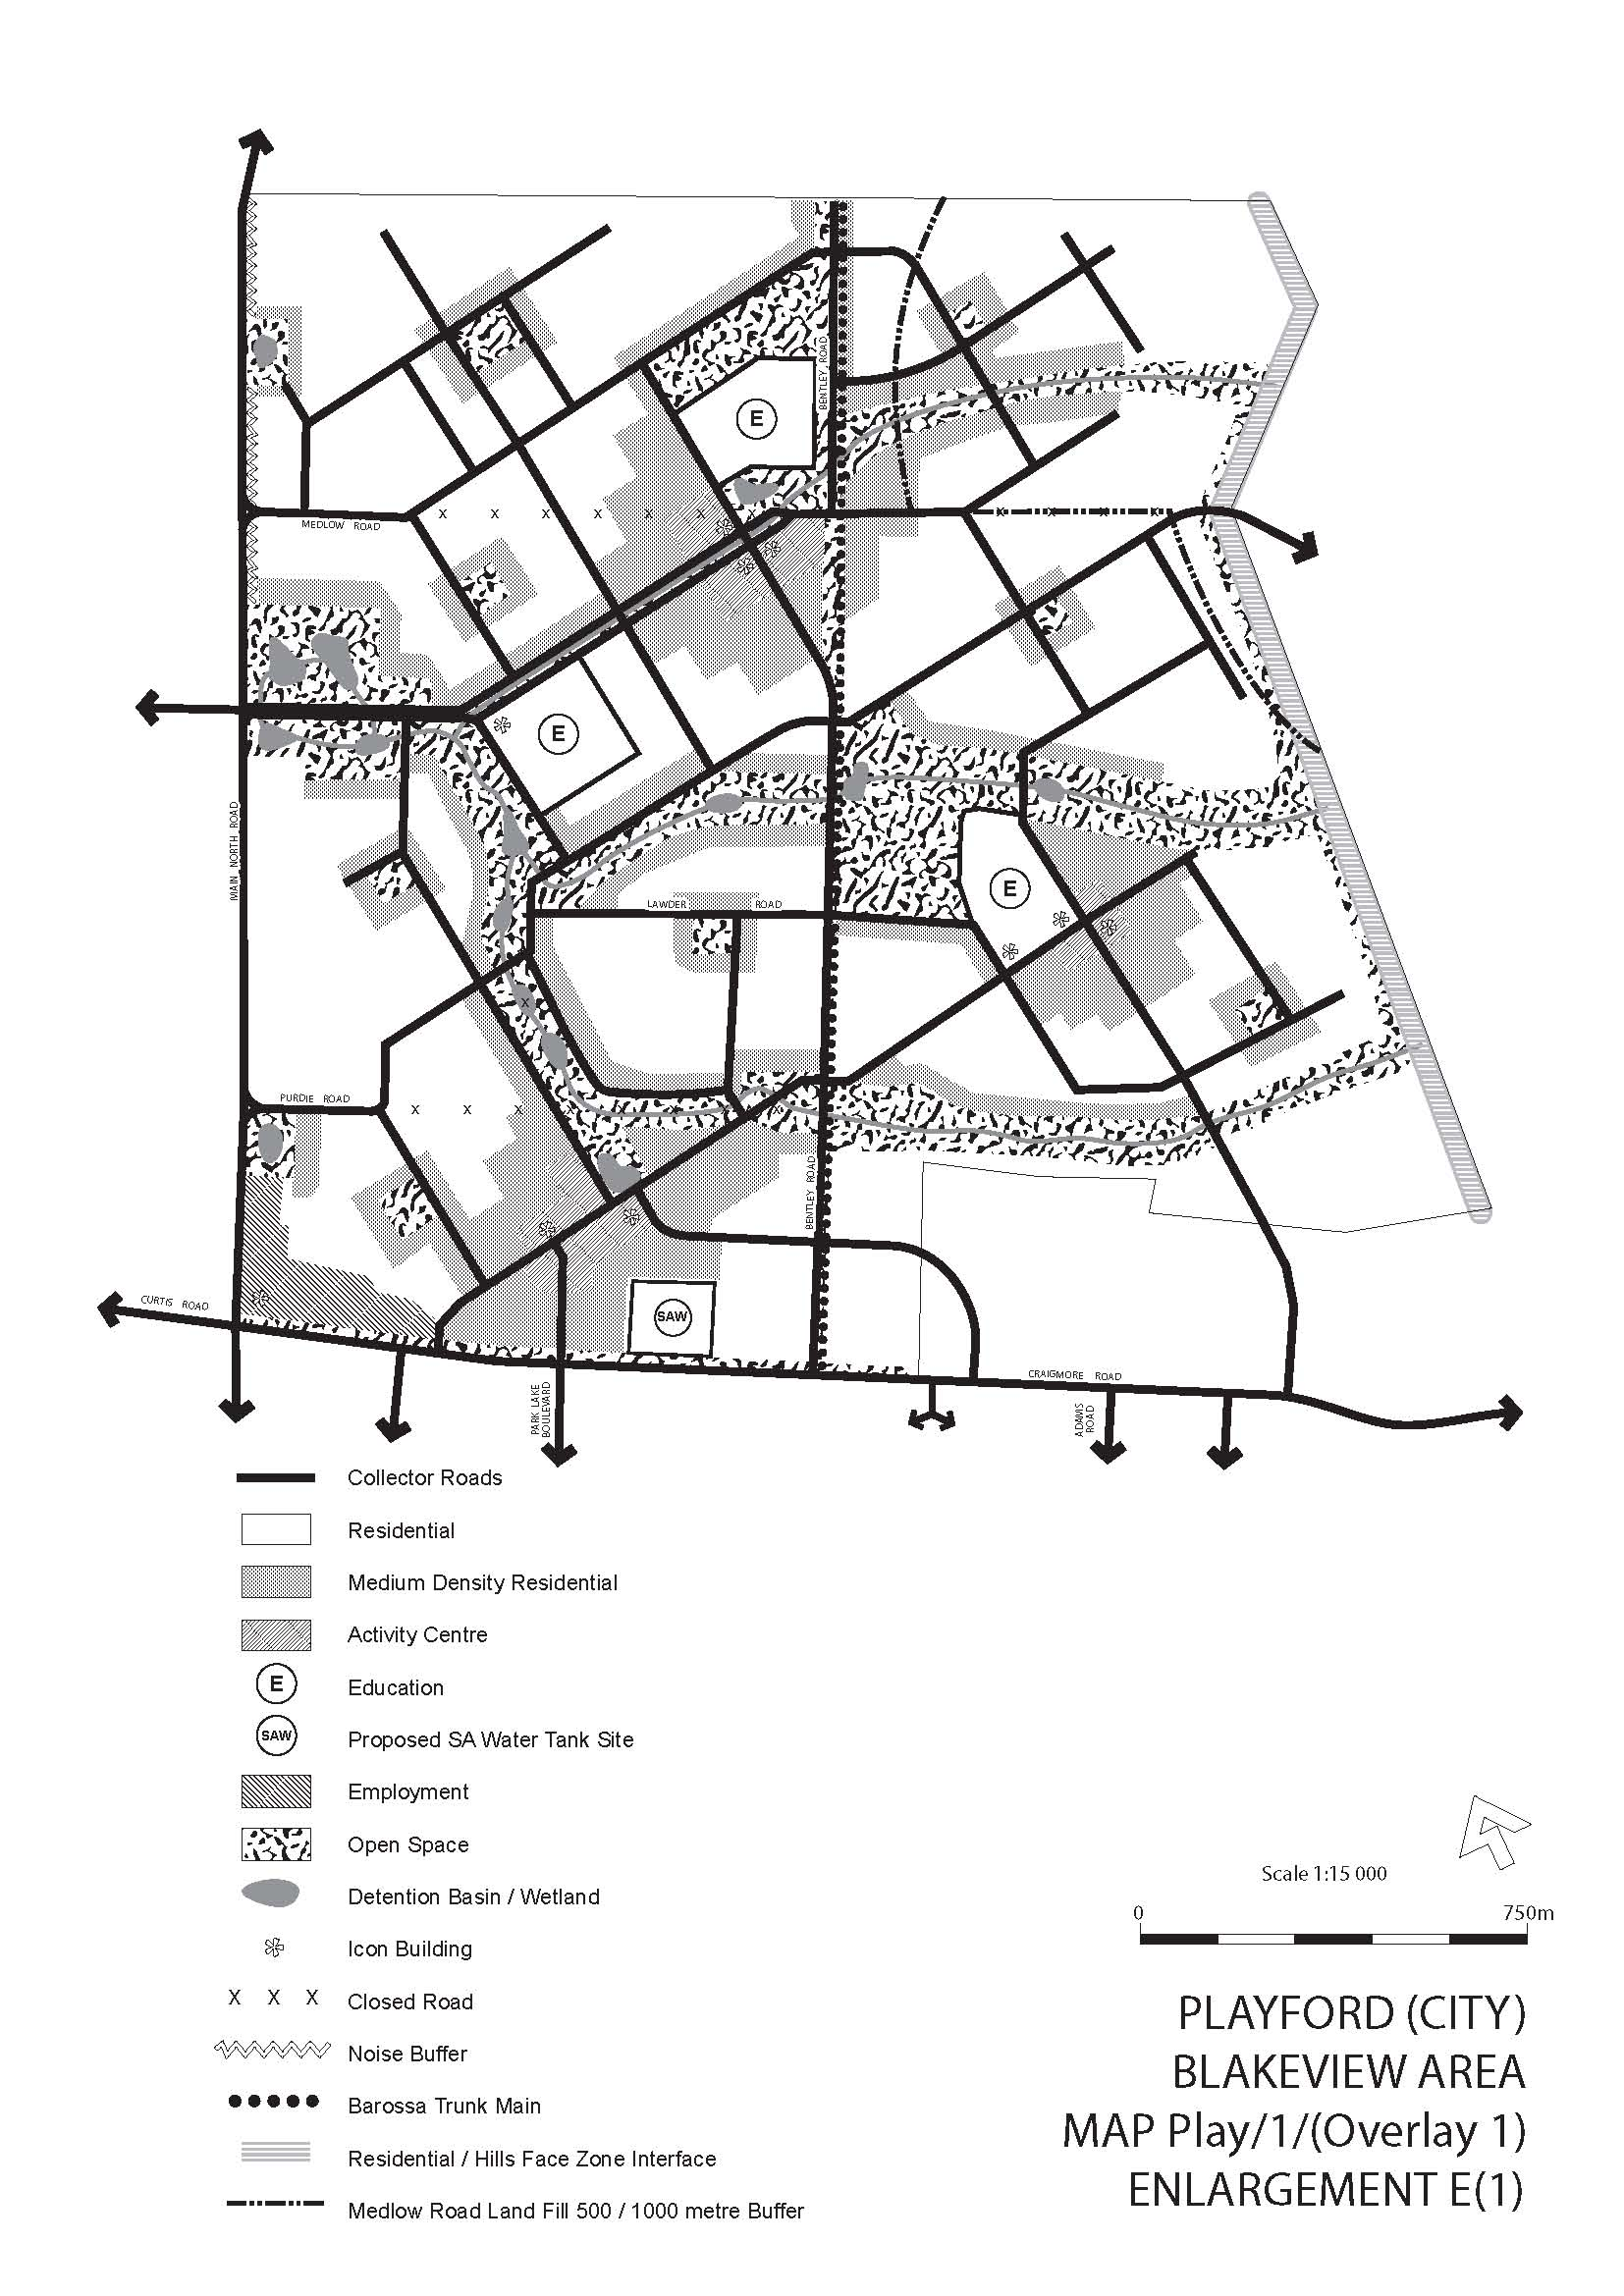 BENTLEY ROAD
E
X X X X X X X
X X X X
MEDLOW ROAD
E
MAIN NORTH ROAD
E
LAWDER ROAD
X
PURDIE ROAD
X X X X X X X X
BENTLEY ROAD
CURTIS ROAD
SAW
CRAIGMORE ROAD
PARK LAKE
BOULEVARD
ADAMS
ROAD
Collector Roads
Residential
Medium Density Residential
Activity Centre
E
Education
SAW
Proposed SA Water Tank Site
Employment
Open Space
Detention Basin / Wetland
Icon Building
X X X
Closed Road
Noise Buffer
Barossa Trunk Main
Residential / Hills Face Zone Interface
Medlow Road Land Fill 500 / 1000 metre Buffer
Scale 1:15 000
0 750m
PLAYFORD (CITY)
BLAKEVIEW AREA
MAP Play/1/(Overlay 1)
ENLARGEMENT E(1)